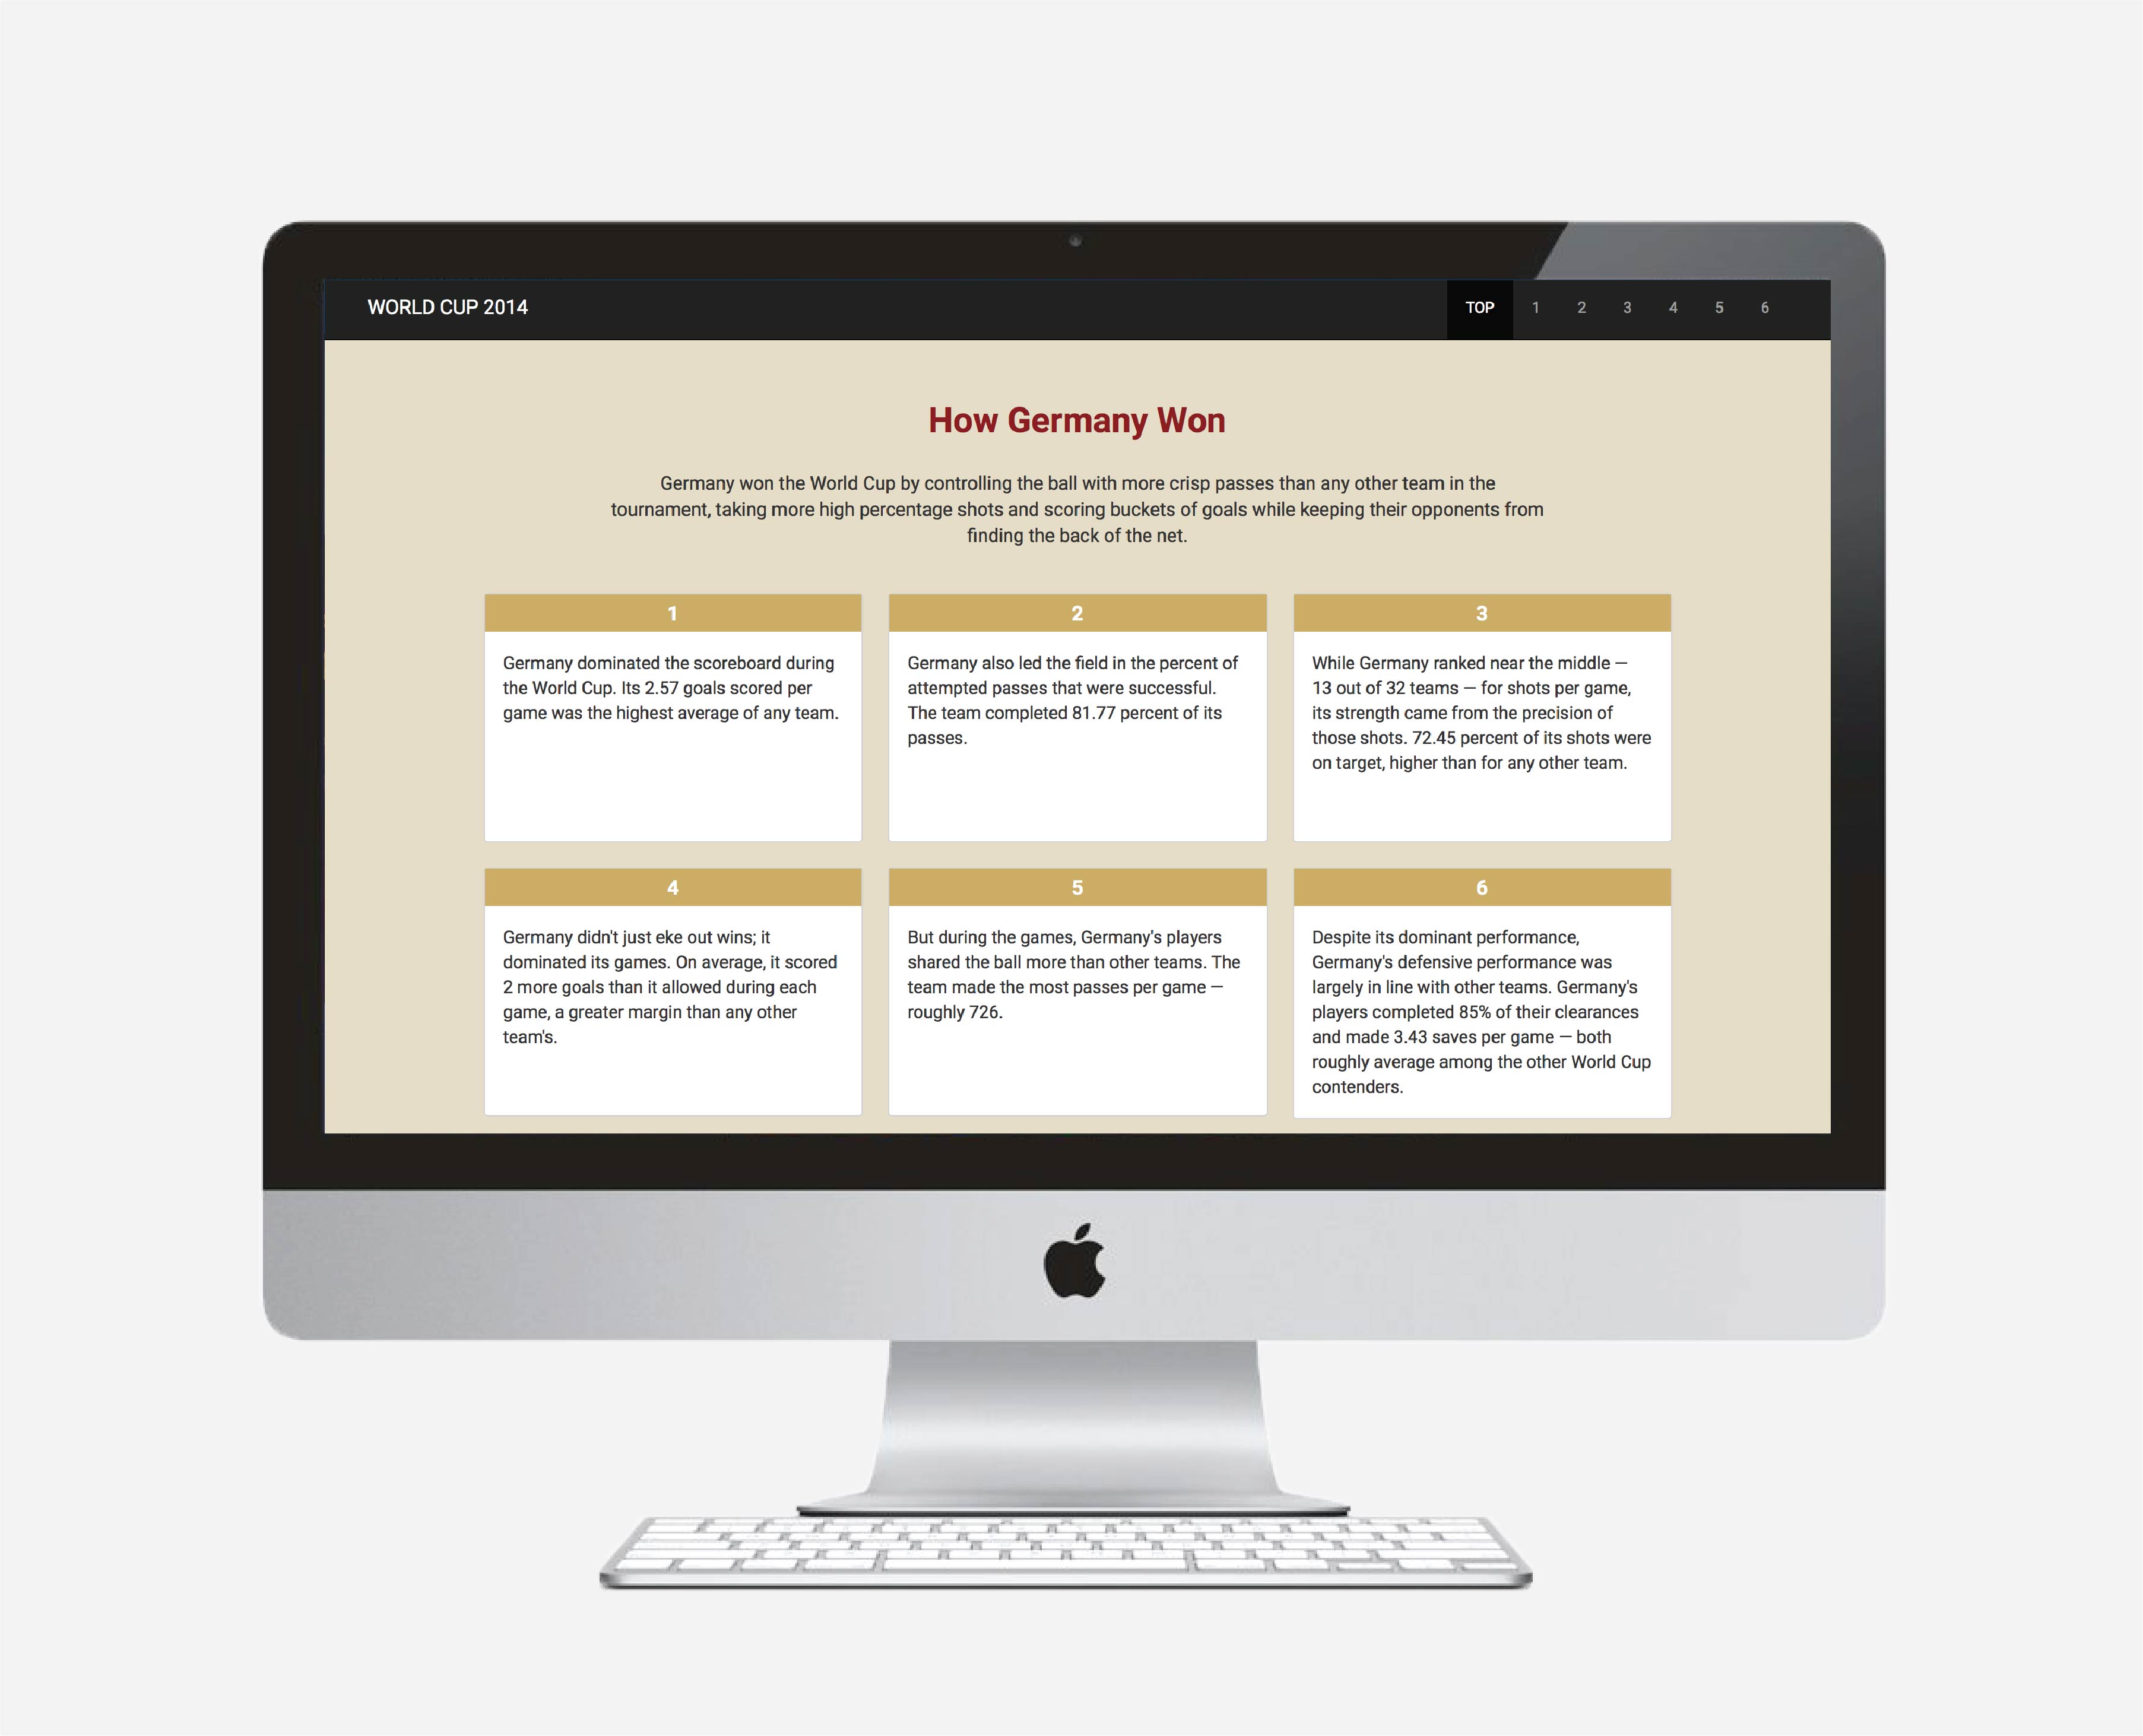 WORLD CUP 2014
TOP 1 2 3 4 5 6
How Germany Won
Germany won the World Cup by controlling the ball with more crisp passes than any other team in the
tournament, taking more high percentage shots and scoring buckets of goals while keeping their opponents from
finding the back of the net.
1
Germany dominated the scoreboard during
the World Cup. Its 2.57 goals scored per
game was the highest average of any team.
2
Germany also led the field in the percent of
attempted passes that were successful.
The team completed 81.77 percent of its
passes.
3
While Germany ranked near the middle —
13 out of 32 teams — for shots per game,
its strength came from the precision of
those shots. 72.45 percent of its shots were
on target, higher than for any other team.
4
Germany didn't just eke out wins; it
dominated its games. On average, it scored
2 more goals than it allowed during each
game, a greater margin than any other
team's.
5
But during the games, Germany's players
shared the ball more than other teams. The
team made the most passes per game —
roughly 726.
6
Despite its dominant performance,
Germany's defensive performance was
largely in line with other teams. Germany's
players completed 85% of their clearances
and made 3.43 saves per game — both
roughly average among the other World Cup
contenders.